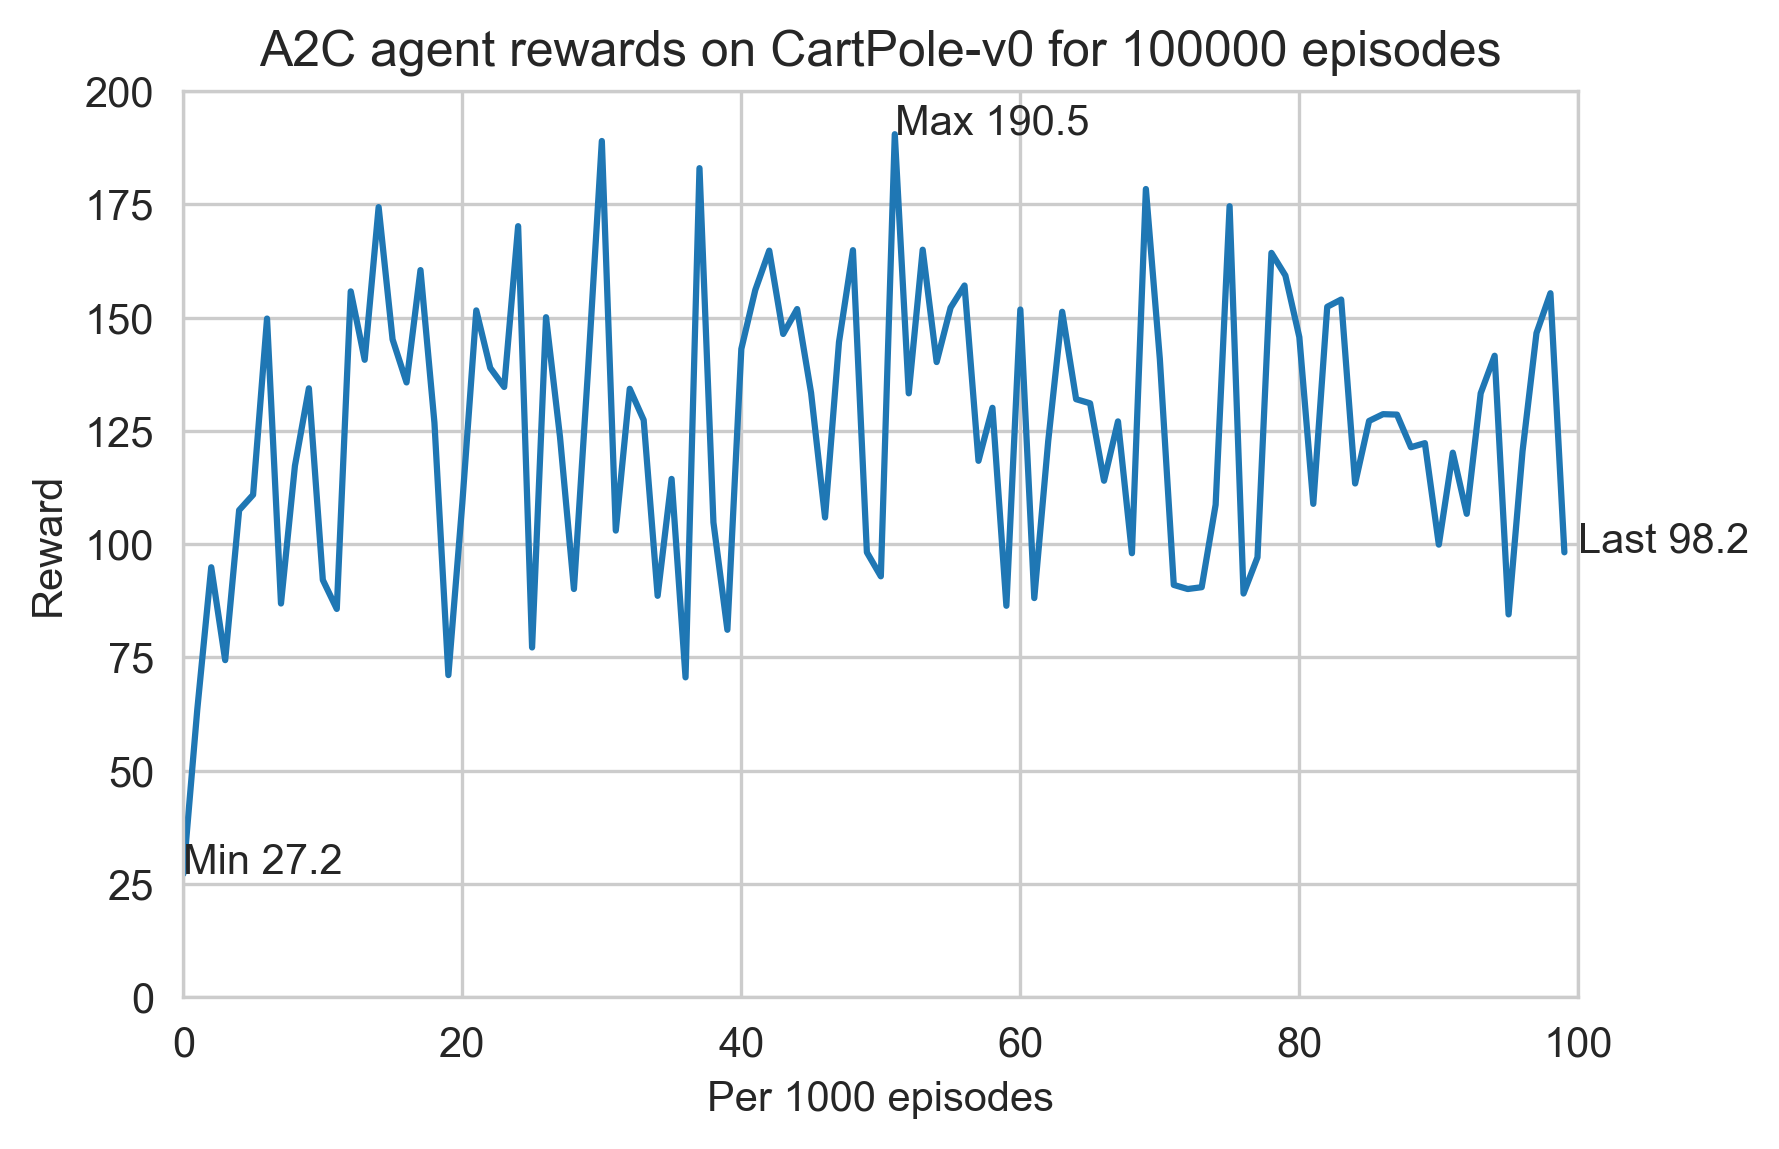 A2C agent rewards on CartPole-v0 for 100000 episodes
200
175
150
125
100
75
50
25
0
Reward
Max 190.5
Last 98.2
Min 27.2
0 20 40 60 80 100
Per 1000 episodes